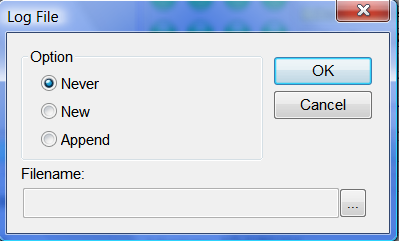 Log File
Option
Never
New
Append
OK
Cancel
Filename:
...